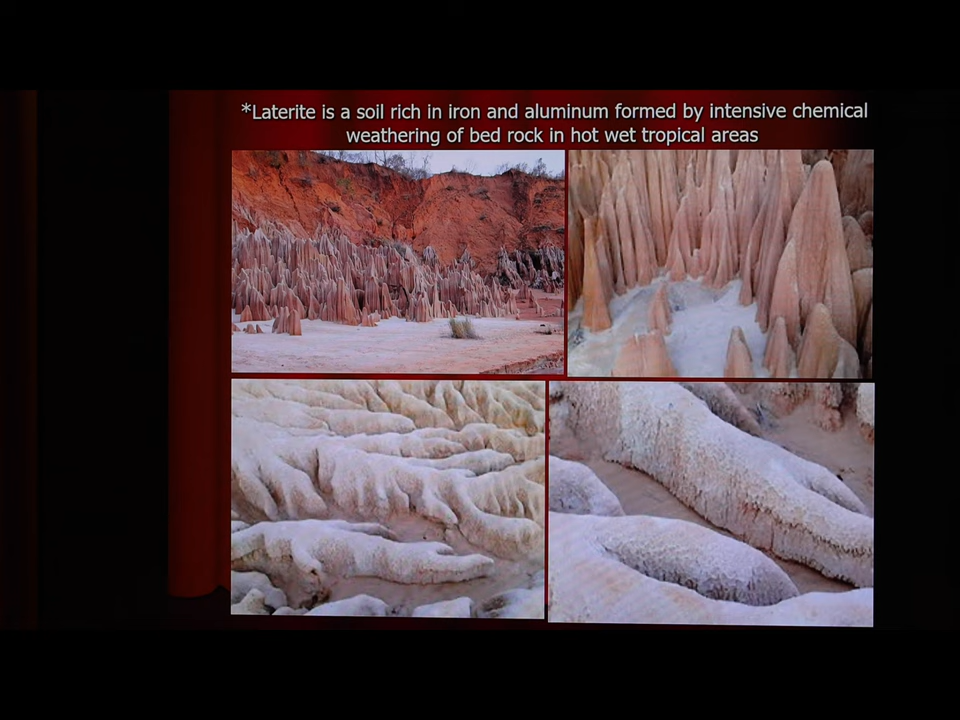 *Laterite is a soil rich in iron and aluminum formed by intensive chemical
weathering of bed rock in hot wet tropical areas